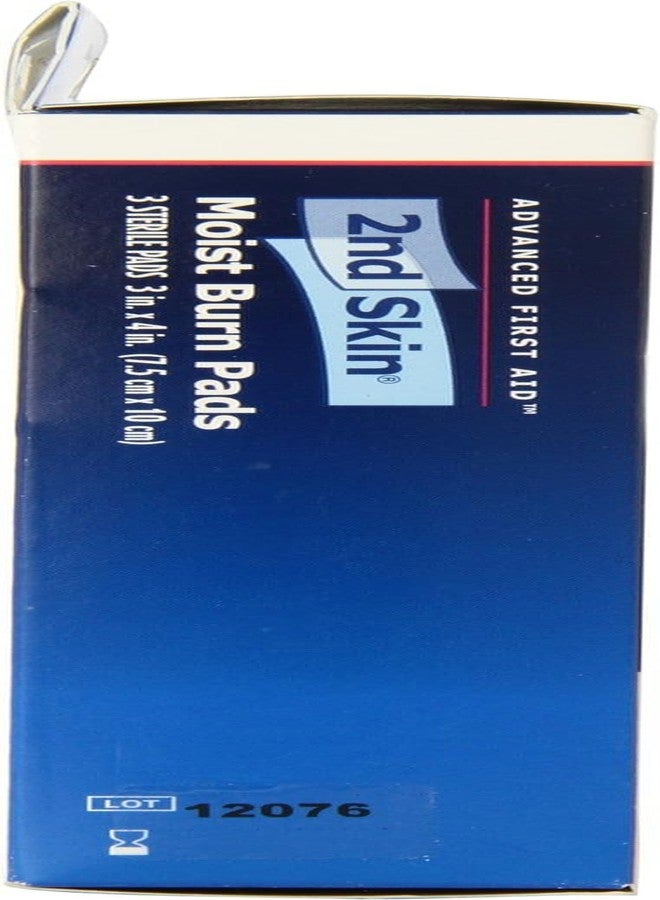 ADVANCED FIRST AID™
2nd Skin®
Moist Burn Pads
3 STERILE PADS 3 in. x 4 in. (7.5 cm x 10 cm)
LOT 12076